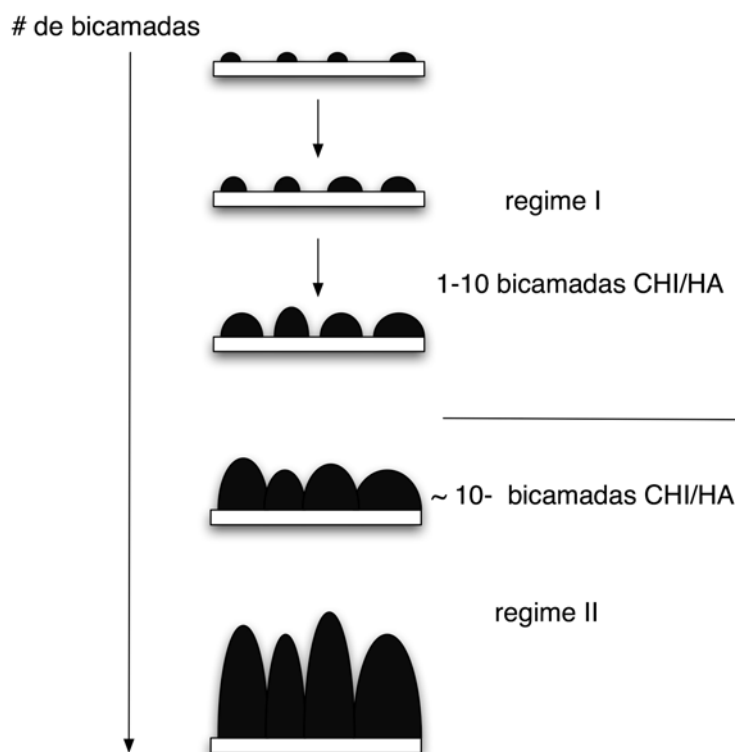 # de bicamadas
regime I
1-10 bicamadas CHI/HA
~ 10- bicamadas CHI/HA
regime II